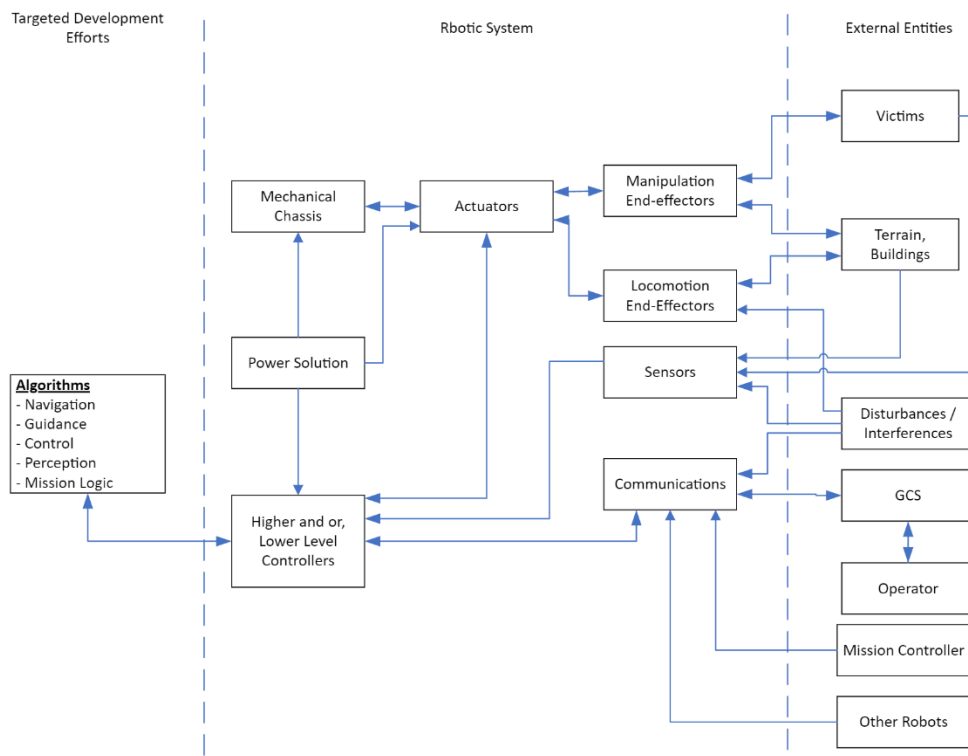 Targeted Development
Efforts
Rbotic System
External Entities
Victims
Mechanical
Chassis
Actuators
Manipulation
End-effectors
Terrain,
Buildings
Locomotion
End-Effectors
Power Solution
Sensors
Algorithms
- Navigation
- Guidance
- Control
- Perception
- Mission Logic
Disturbances /
Interferences
Communications
GCS
Higher and or,
Lower Level
Controllers
Operator
Mission Controller
Other Robots